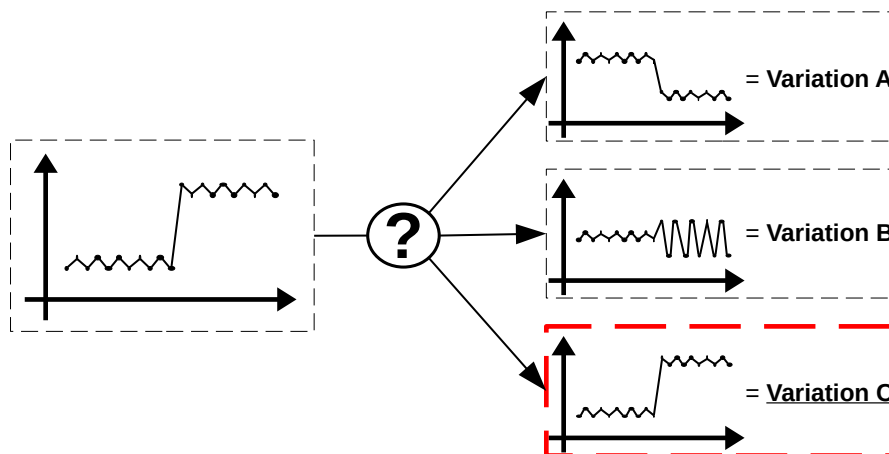 = Variation A
?
= Variation B
= Variation C